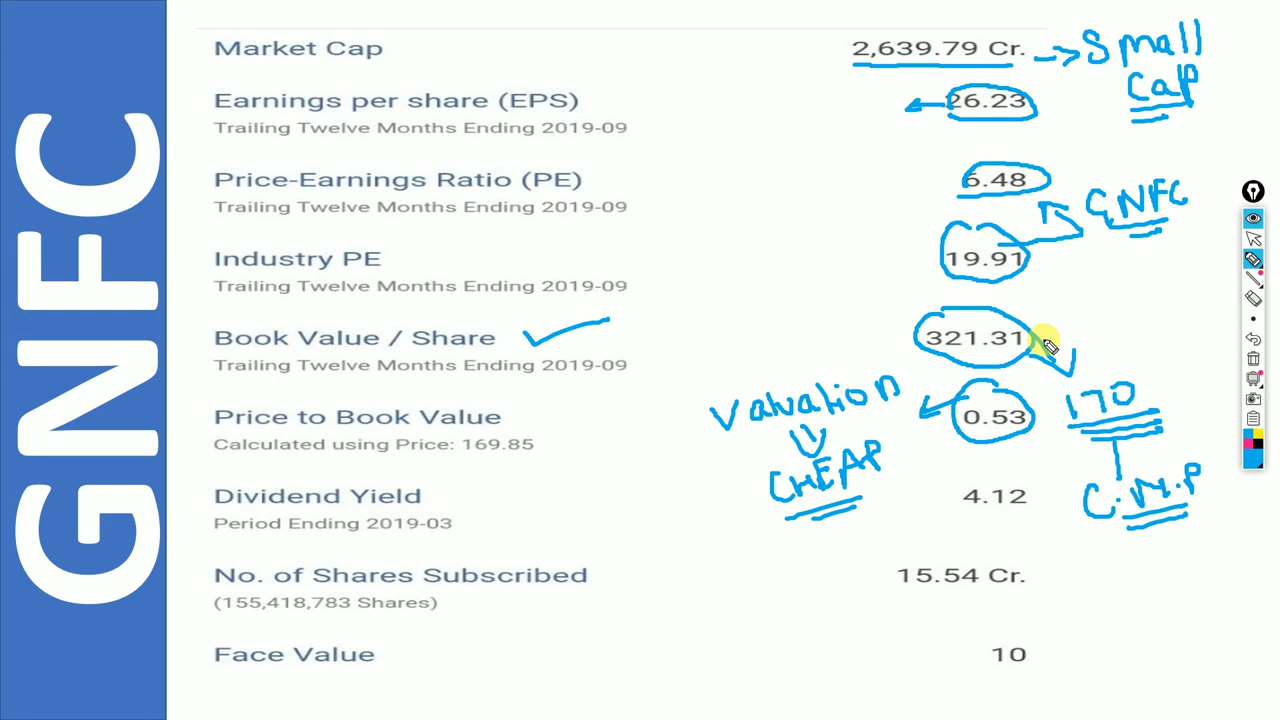 GNFC
Market Cap 2,639.79 Cr. Small
Cap
Earnings per share (EPS) 26.23
Trailing Twelve Months Ending 2019-09
Price-Earnings Ratio (PE) 6.48
Trailing Twelve Months Ending 2019-09
GNFC
Industry PE 19.91
Trailing Twelve Months Ending 2019-09
Book Value / Share 321.31
Trailing Twelve Months Ending 2019-09
Valuation
170
Price to Book Value 0.53
Calculated using Price: 169.85
CHEAP
Dividend Yield 4.12
C.M.P
Period Ending 2019-03
No. of Shares Subscribed 15.54 Cr.
(155,418,783 Shares)
Face Value 10